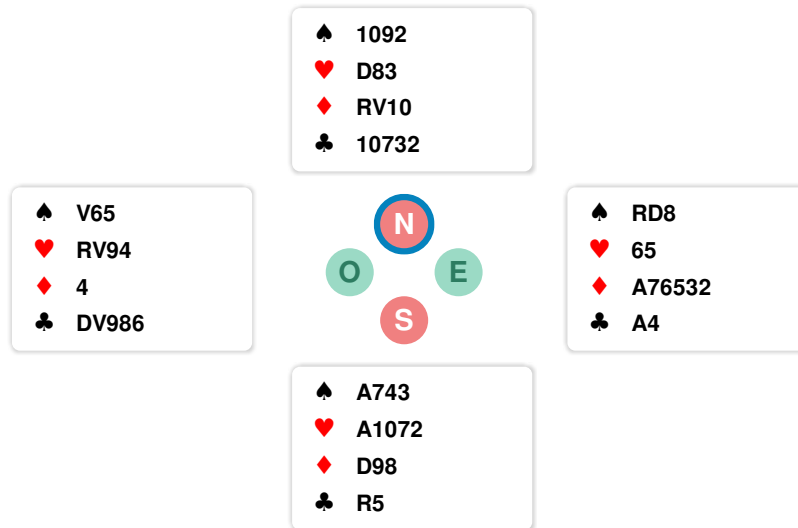 ♠ 1092
♥ D83
♦ RV10
♣ 10732
♠ V65
♥ RV94
♦ 4
♣ DV986
N
O E
S
♠ RD8
♥ 65
♦ A76532
♣ A4
♠ A743
♥ A1072
♦ D98
♣ R5